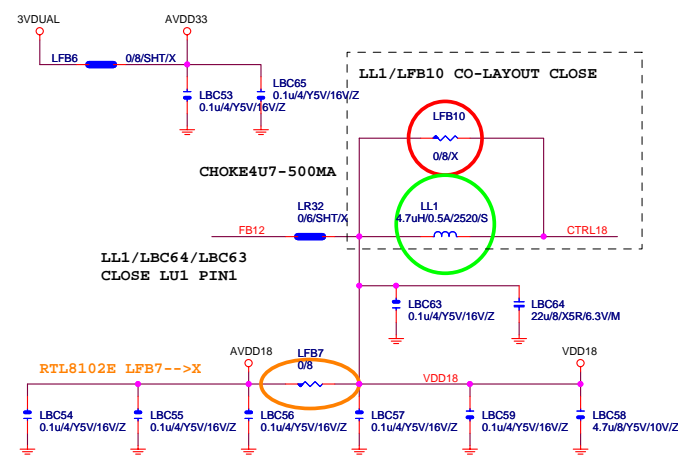 3VDUAL
AVDD33
LFB6
0/8/SHT/X
LBC53
0.1u/4/Y5V/16V/Z
LBC65
0.1u/4/Y5V/16V/Z
LL1/LFB10 CO-LAYOUT CLOSE
LFB10
0/8/X
CHOKE4U7-500MA
LR32
0/6/SHT/X
LL1
4.7uH/0.5A/2520/S
FB12
CTRL18
LL1/LBC64/LBC63
CLOSE LU1 PIN1
LBC63
0.1u/4/Y5V/16V/Z
LBC64
22u/8/X5R/6.3V/M
RTL8102E LFB7-->X
AVDD18
LFB7
0/8
VDD18
VDD18
LBC54
0.1u/4/Y5V/16V/Z
LBC55
0.1u/4/Y5V/16V/Z
LBC56
0.1u/4/Y5V/16V/Z
LBC57
0.1u/4/Y5V/16V/Z
LBC59
0.1u/4/Y5V/16V/Z
LBC58
4.7u/8/Y5V/10V/Z